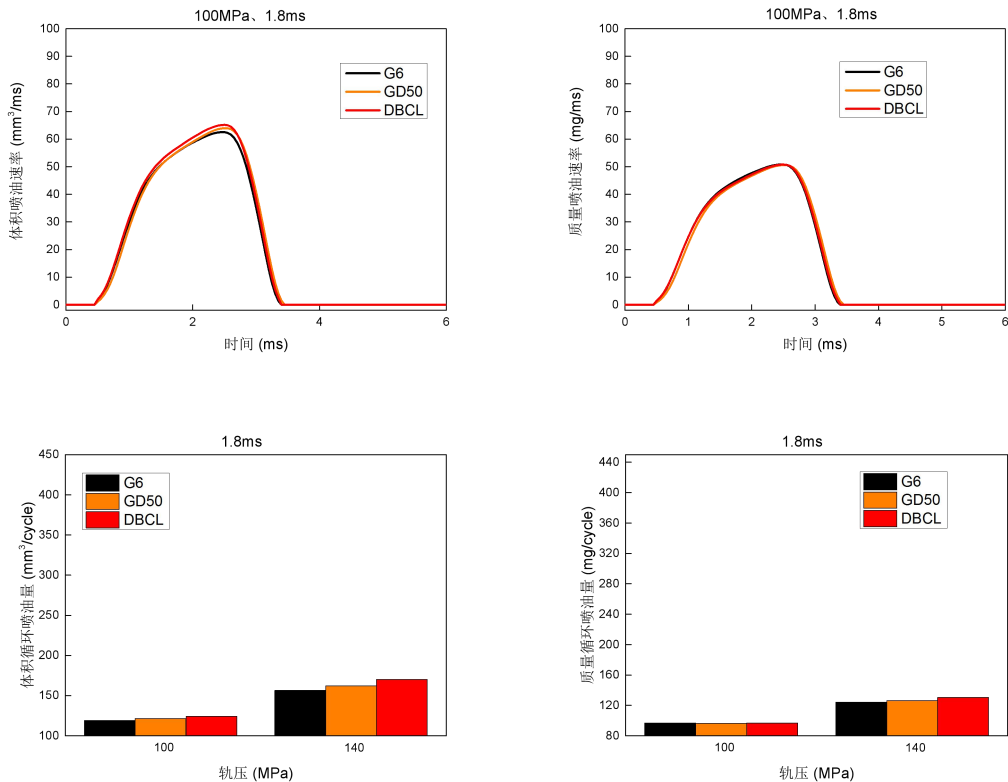 100MPa、1.8ms
体积喷油速率 (mm³/ms)
100
90
80
70
60
50
40
30
20
10
0
G6
GD50
DBCL
0 2 4 6
时间 (ms)
100MPa、1.8ms
质量喷油速率 (mg/ms)
100
90
80
70
60
50
40
30
20
10
0
G6
GD50
DBCL
0 1 2 3 4 5 6
时间 (ms)
1.8ms
体积循环喷油量 (mm³/cycle)
450
400
350
300
250
200
150
100
G6
GD50
DBCL
100 140
轨压 (MPa)
1.8ms
质量循环喷油量 (mg/cycle)
440
400
360
320
280
240
200
160
120
80
G6
GD50
DBCL
100 140
轨压 (MPa)